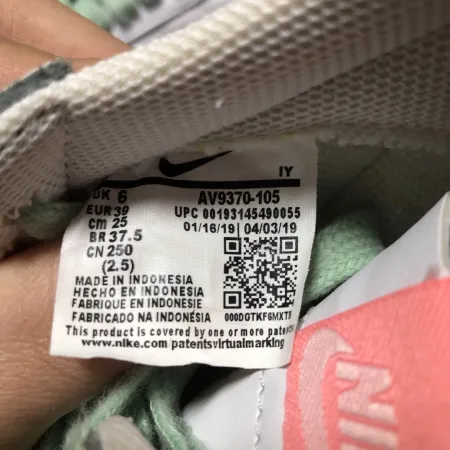 IY
UK 6
AV9370-105
EUR 39
UPC 00193145490055
cm 25
01/16/19 04/03/19
BR 37.5
CN 250
(2.5)
MADE IN INDONESIA
HECHO EN INDONESIA
FABRIQUE EN INDONESIE
FABRICADO NA INDONÉSIA
000DGTKF6MXT9
This product is covered by one or more patents.
www.nike.com/patentsvirtualmarking
NIKE